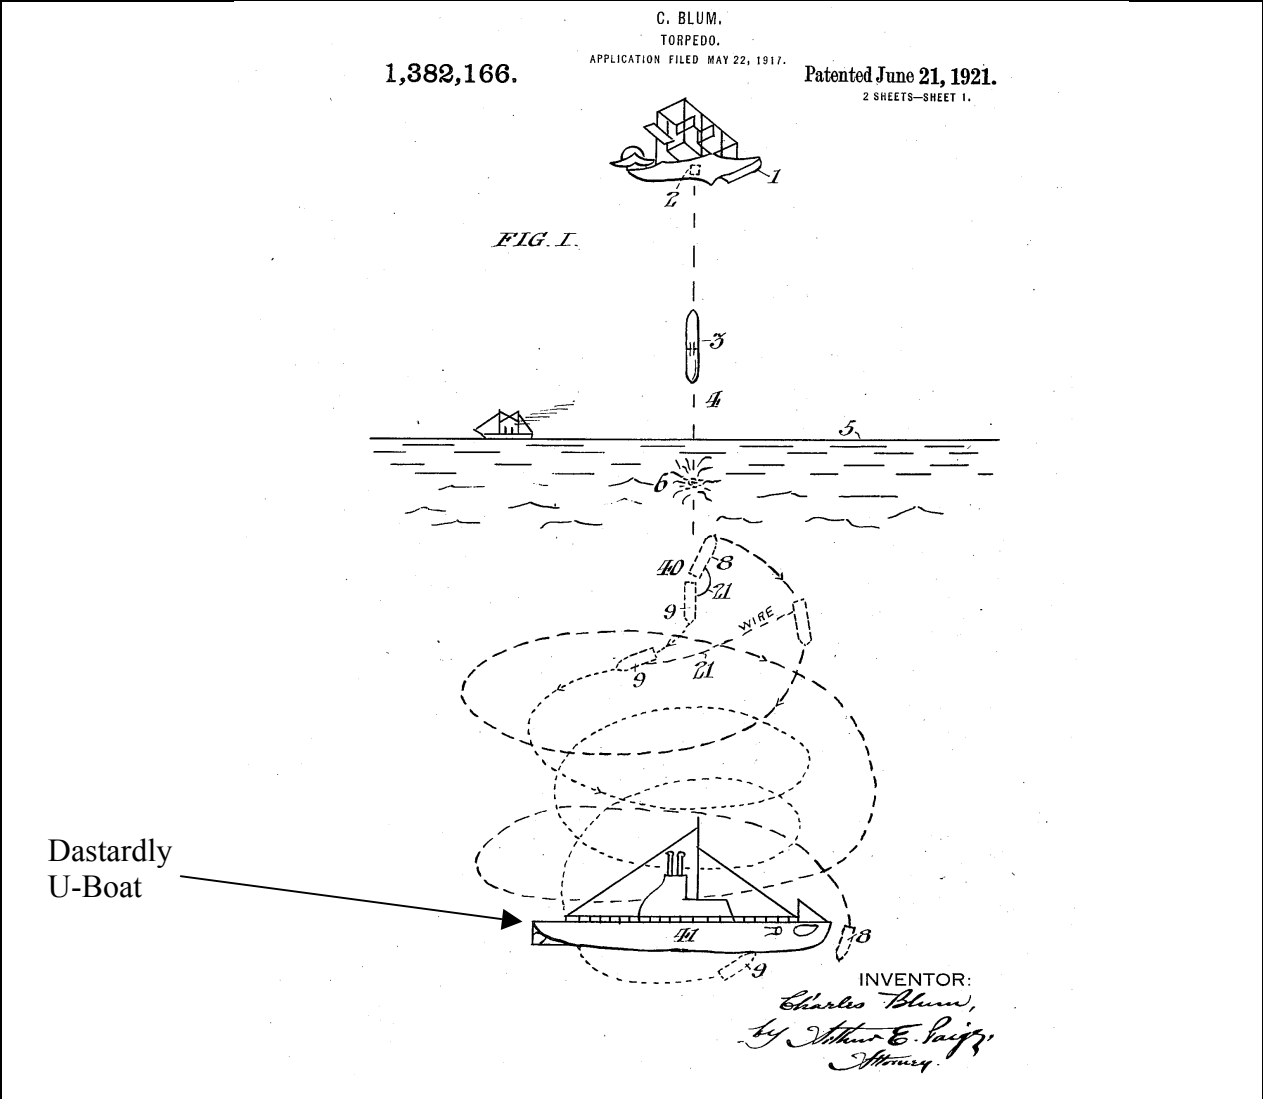 C. BLUM.
TORPEDO.
APPLICATION FILED MAY 22, 1917.
1,382,166.
Patented June 21, 1921.
2 SHEETS—SHEET 1.
1
2
FIG. I.
3
4
5
6
40
8
21
9
WIRE
21
9
Dastardly
U-Boat
41
8
9
INVENTOR:
Charles Blum,
by Arthur E. Paige,
Attorney.